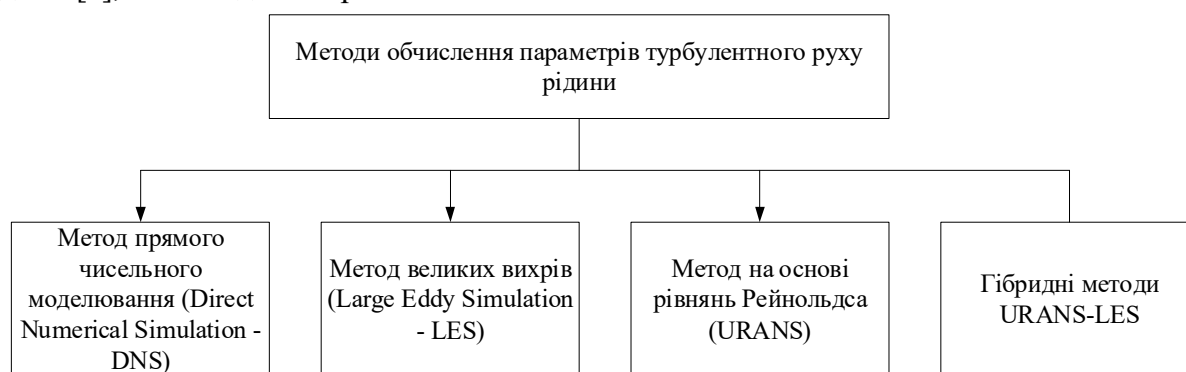 Методи обчислення параметрів турбулентного руху
рідини
Метод прямого
чисельного
моделювання (Direct
Numerical Simulation -
DNS)
Метод великих вихрів
(Large Eddy Simulation
- LES)
Метод на основі
рівнянь Рейнольдса
(URANS)
Гібридні методи
URANS-LES